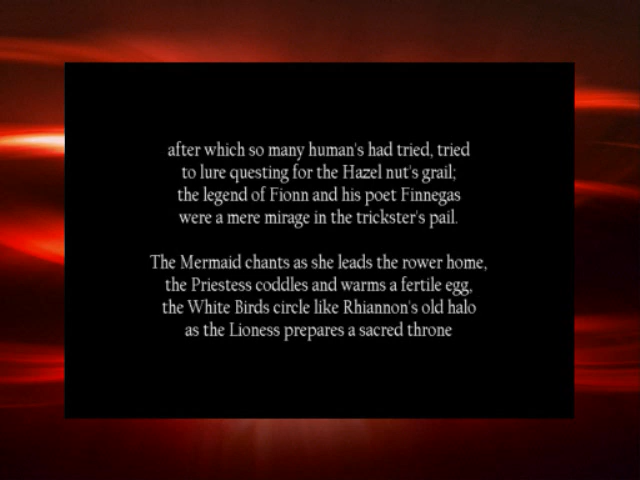 after which so many human's had tried, tried
to lure questing for the Hazel nut's grail;
the legend of Fionn and his poet Finnegas
were a mere mirage in the trickster's pail.
The Mermaid chants as she leads the rower home,
the Priestess coddles and warms a fertile egg,
the White Birds circle like Rhiannon's old halo
as the Lioness prepares a sacred throne